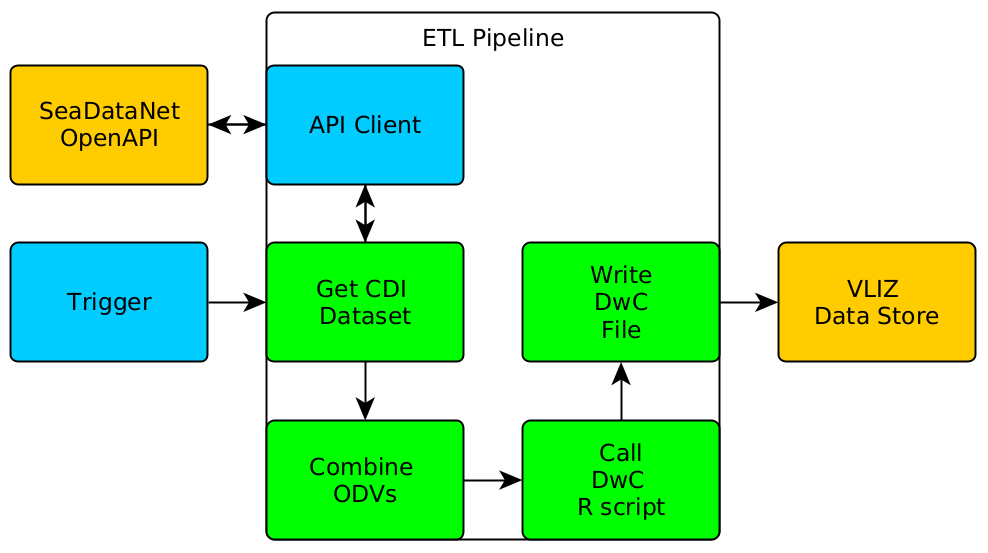 ETL Pipeline
SeaDataNet
OpenAPI
API Client
Trigger
Get CDI
Dataset
Write
DwC
File
VLIZ
Data Store
Combine
ODVs
Call
DwC
R script